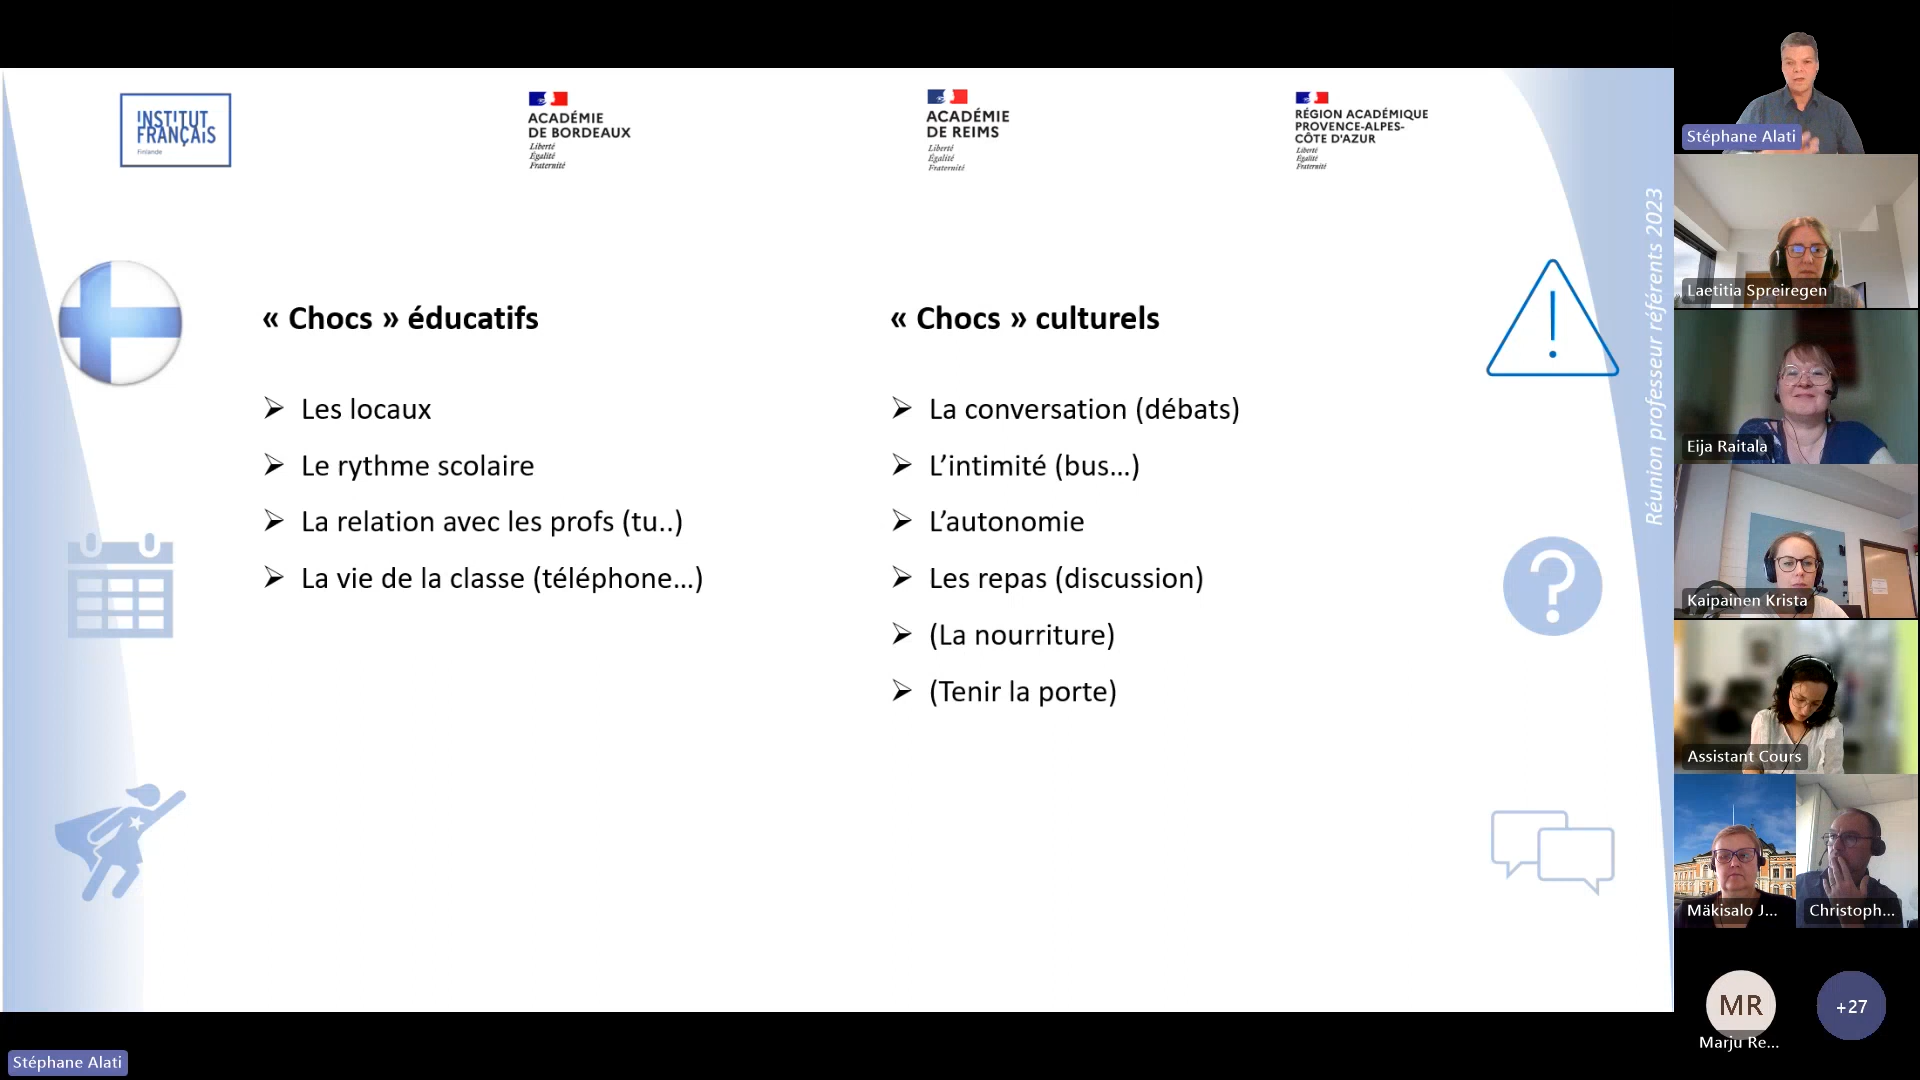 INSTITUT
FRANÇAIS
Finlande
ACADÉMIE
DE BORDEAUX
Liberté
Égalité
Fraternité
ACADÉMIE
DE REIMS
Liberté
Égalité
Fraternité
RÉGION ACADÉMIQUE
PROVENCE-ALPES-
CÔTE D'AZUR
Liberté
Égalité
Fraternité
« Chocs » éducatifs
➢ Les locaux
➢ Le rythme scolaire
➢ La relation avec les profs (tu..)
➢ La vie de la classe (téléphone…)
« Chocs » culturels
➢ La conversation (débats)
➢ L’intimité (bus…)
➢ L’autonomie
➢ Les repas (discussion)
➢ (La nourriture)
➢ (Tenir la porte)
Réunion professeur référents 2023
Stéphane Alati
Laetitia Spreiregen
Eija Raitala
Kaipainen Krista
Assistant Cours
Mäkisalo J...
Christoph...
MR
Marju Re...
+27
Stéphane Alati